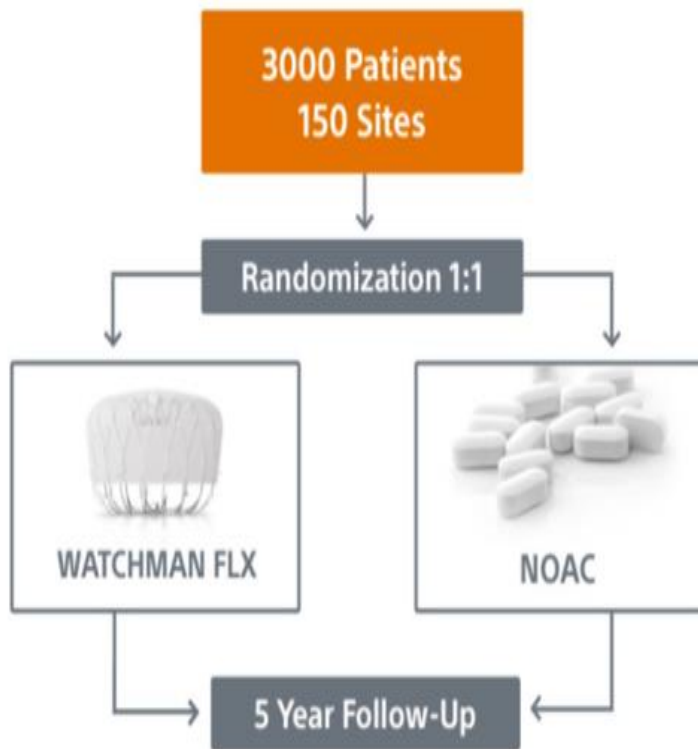 3000 Patients
150 Sites
Randomization 1:1
WATCHMAN FLX
NOAC
5 Year Follow-Up